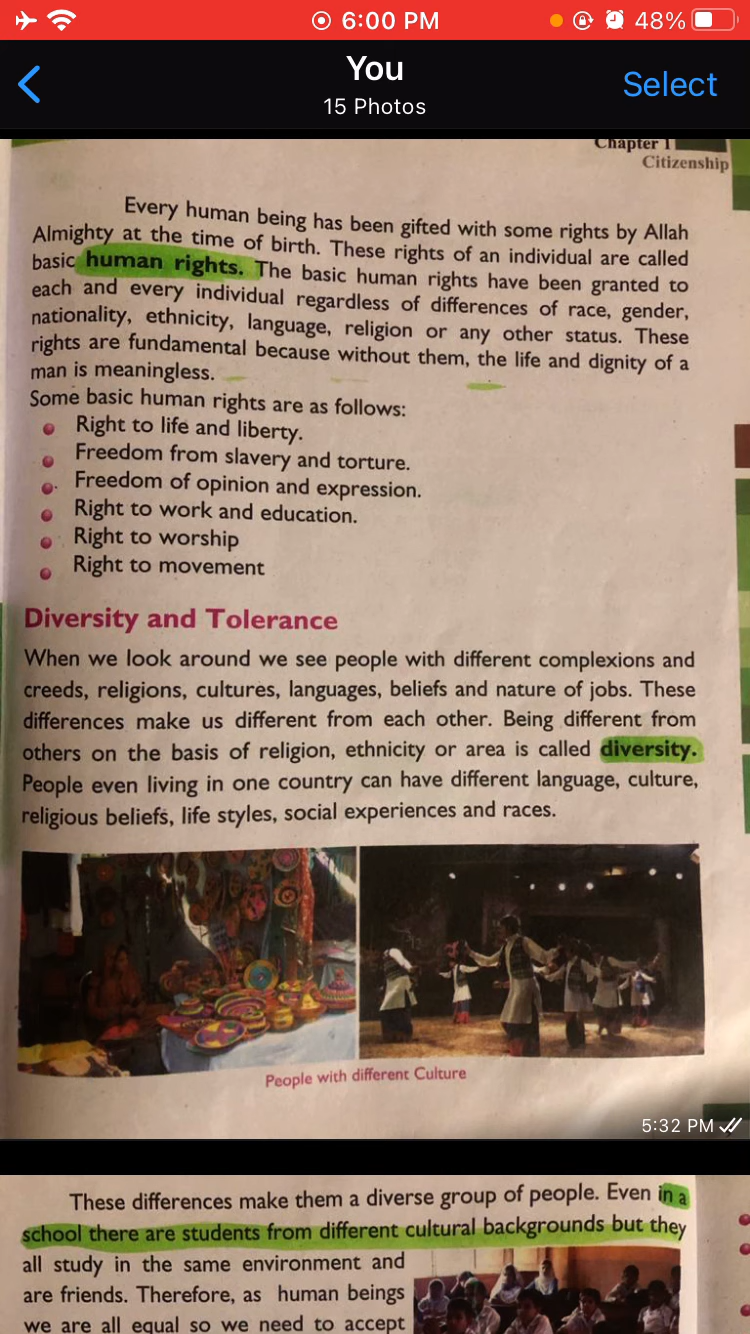 6:00 PM
48%
You
15 Photos
Select
Chapter 1
Citizenship
Every human being has been gifted with some rights by Allah
Almighty at the time of birth. These rights of an individual are called
basic human rights. The basic human rights have been granted to
each and every individual regardless of differences of race, gender,
nationality, ethnicity, language, religion or any other status. These
rights are fundamental because without them, the life and dignity of a
man is meaningless.
Some basic human rights are as follows:
Right to life and liberty.
Freedom from slavery and torture.
Freedom of opinion and expression.
Right to work and education.
Right to worship
Right to movement
Diversity and Tolerance
When we look around we see people with different complexions and
creeds, religions, cultures, languages, beliefs and nature of jobs. These
differences make us different from each other. Being different from
others on the basis of religion, ethnicity or area is called diversity.
People even living in one country can have different language, culture,
religious beliefs, life styles, social experiences and races.
People with different Culture
5:32 PM
These differences make them a diverse group of people. Even in a
school there are students from different cultural backgrounds but they
all study in the same environment and
are friends. Therefore, as human beings
we are all equal so we need to accept